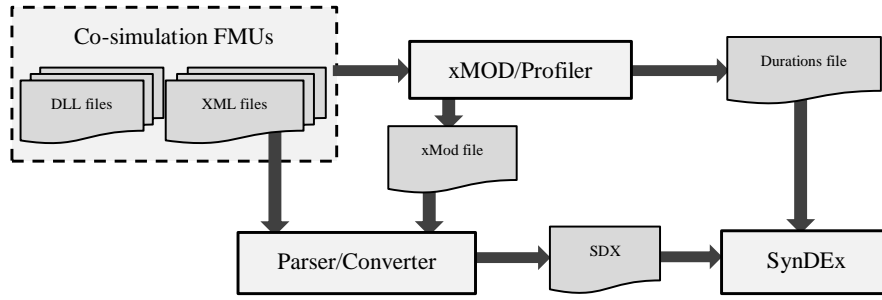 Co-simulation FMUs
DLL files
XML files
xMOD/Profiler
Durations file
xMod file
Parser/Converter
SDX
SynDEx